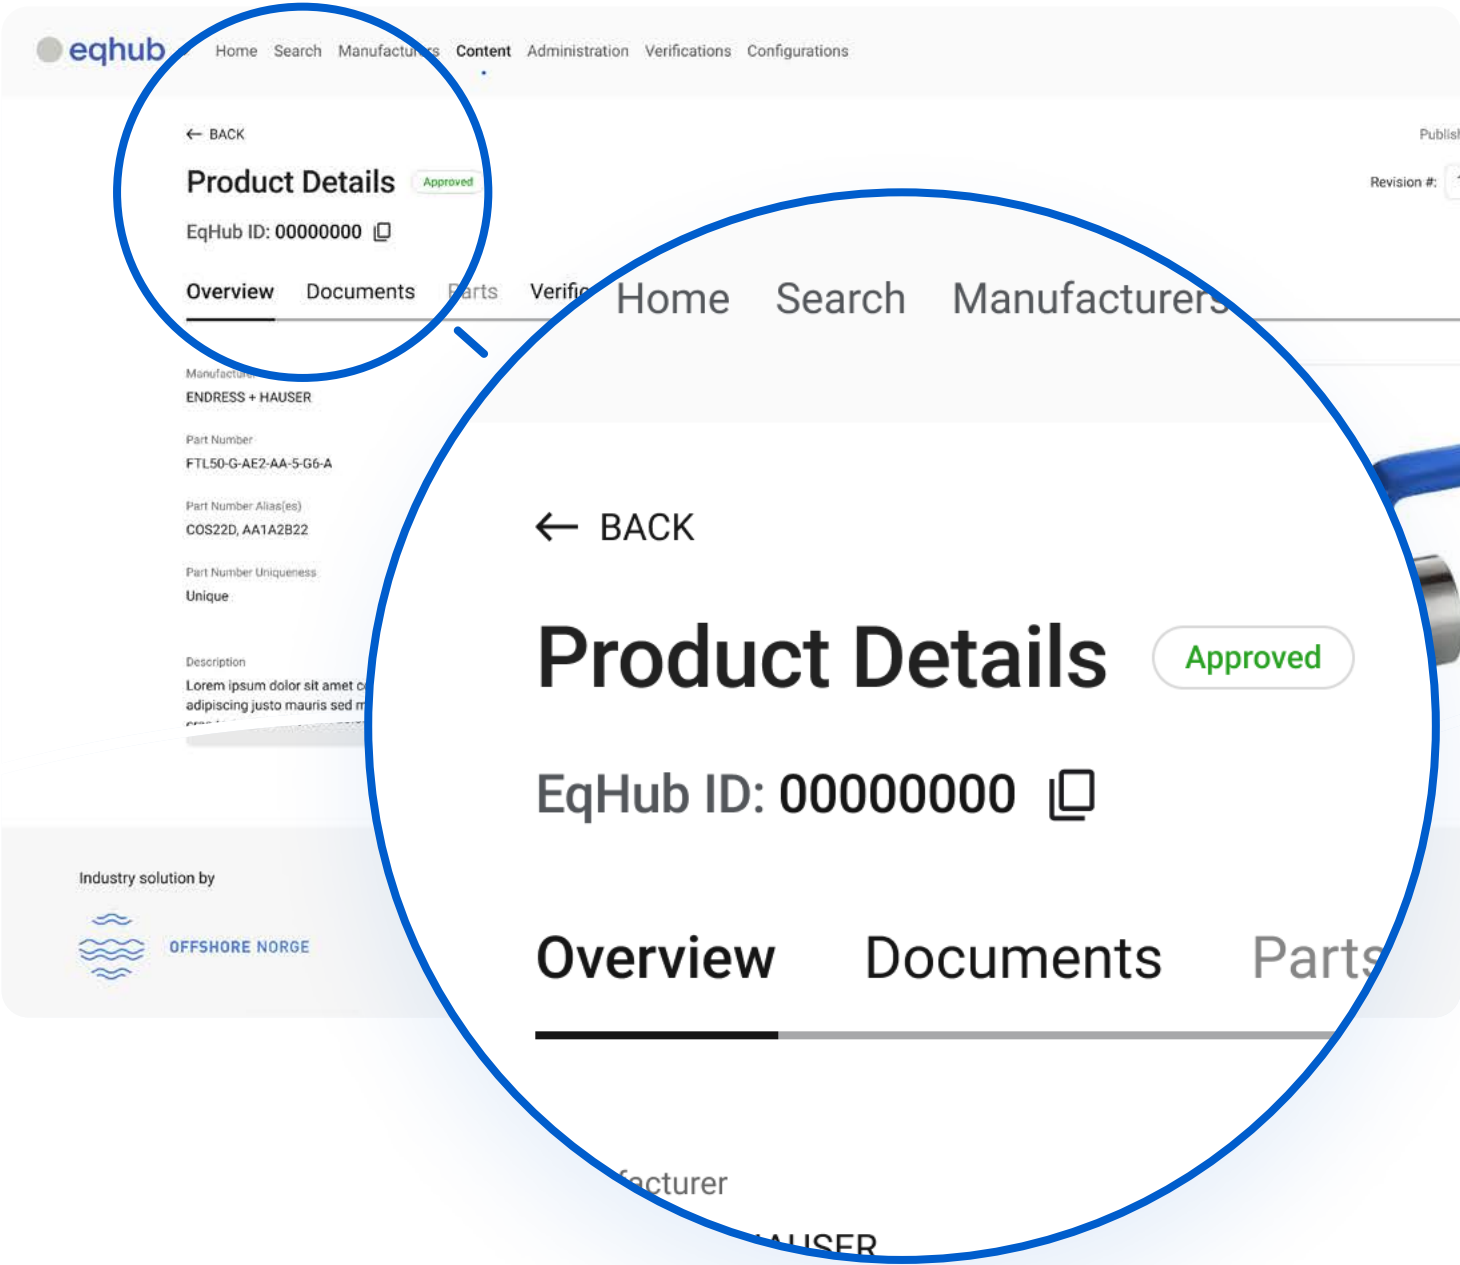 eqhub
Home Search Manufacturers Content Administration Verifications Configurations
← BACK
Product Details Approved
Revision #:
EqHub ID: 00000000
Overview Documents Parts
Manufacturer
ENDRESS + HAUSER
Part Number
FTL50-G-AE2-AA-5-G6-A
Part Number Alias(es)
COS22D, AA1A2B22
Part Number Uniqueness
Unique
Description
Lorem ipsum dolor sit amet
adipiscing justo mauris sed
Industry solution by
OFFSHORE NORGE
Home Search Manufacturers
← BACK
Product Details Approved
EqHub ID: 00000000
Overview Documents Parts